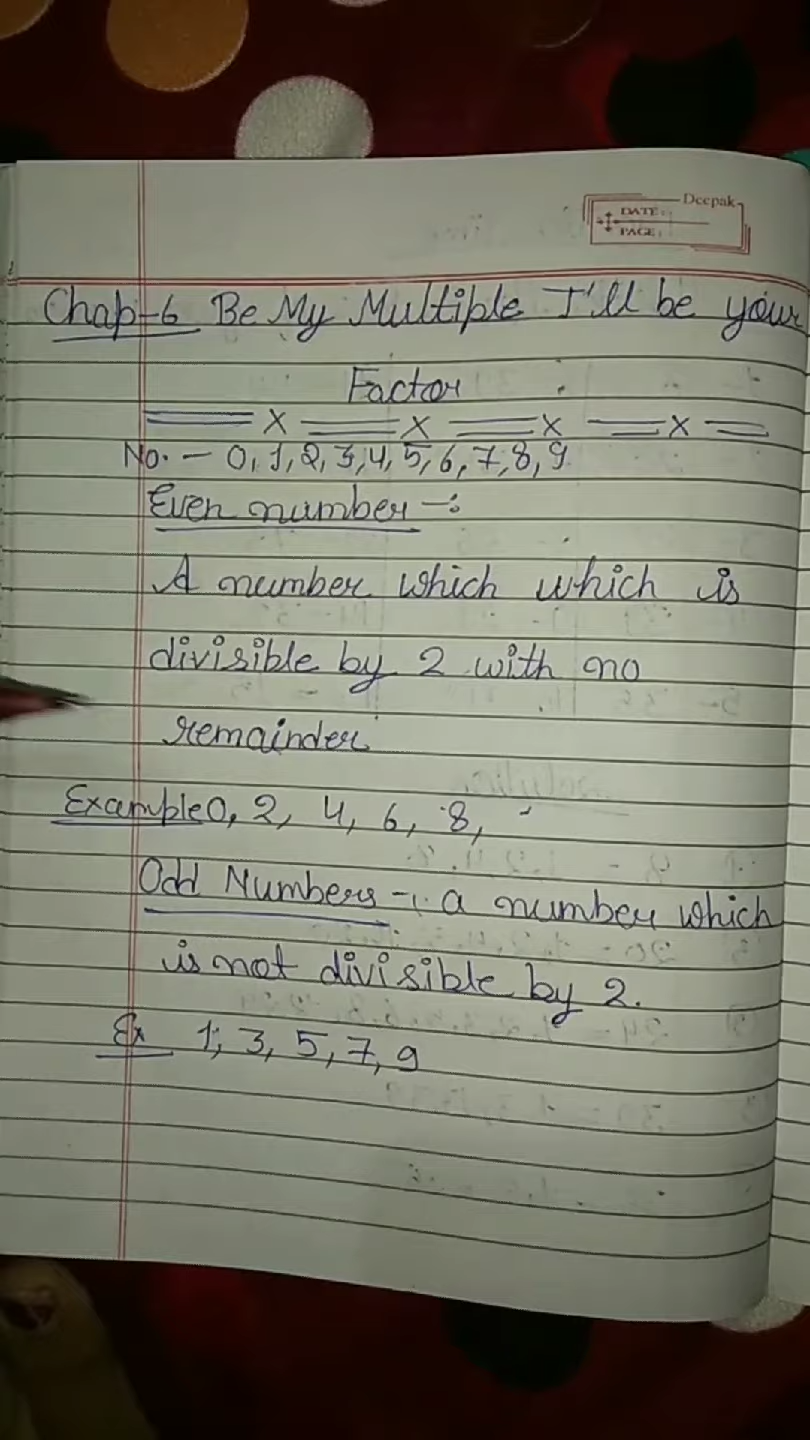 Deepak
DATE:
PAGE:
Chap-6 Be My Multiple I'll be your
Factor
No. - 0, 1, 2, 3, 4, 5, 6, 7, 8, 9
Even number -:
A number which which is
divisible by 2 with no
remainder.
Example 0, 2, 4, 6, 8,
Odd Numbers -: a number which
is not divisible by 2.
Ex 1, 3, 5, 7, 9